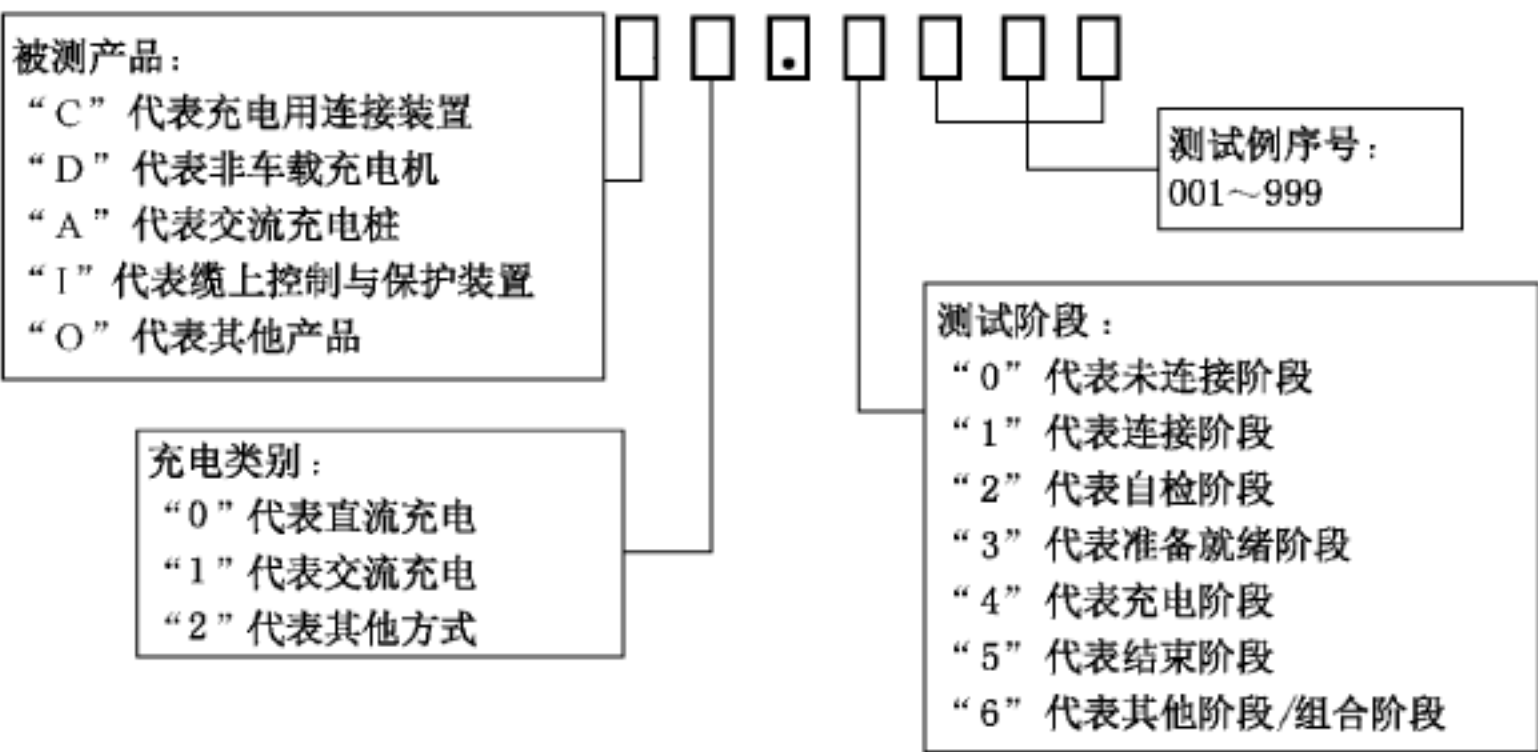 被测产品：
“C”代表充电用连接装置
“D”代表非车载充电机
“A”代表交流充电桩
“I”代表缆上控制与保护装置
“O”代表其他产品
.
测试例序号：
001～999
充电类别：
“0”代表直流充电
“1”代表交流充电
“2”代表其他方式
测试阶段：
“0”代表未连接阶段
“1”代表连接阶段
“2”代表自检阶段
“3”代表准备就绪阶段
“4”代表充电阶段
“5”代表结束阶段
“6”代表其他阶段/组合阶段